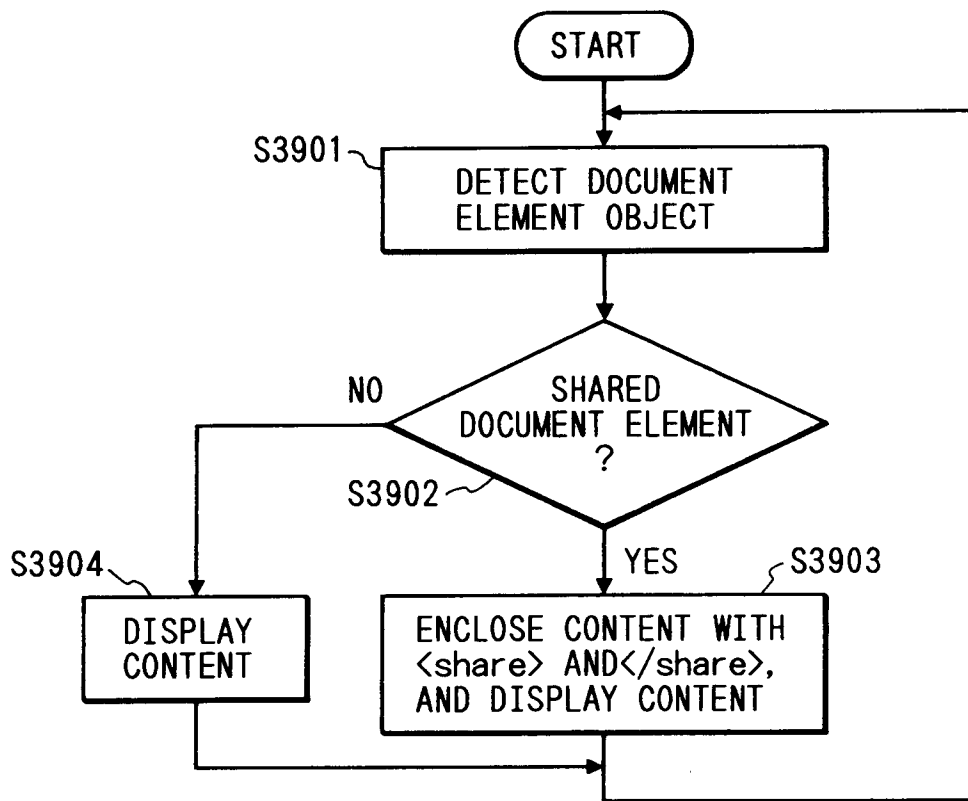 START
S3901
DETECT DOCUMENT
ELEMENT OBJECT
NO
SHARED
DOCUMENT ELEMENT
?
S3902
YES
S3904
S3903
DISPLAY
CONTENT
ENCLOSE CONTENT WITH
<share> AND</share>,
AND DISPLAY CONTENT